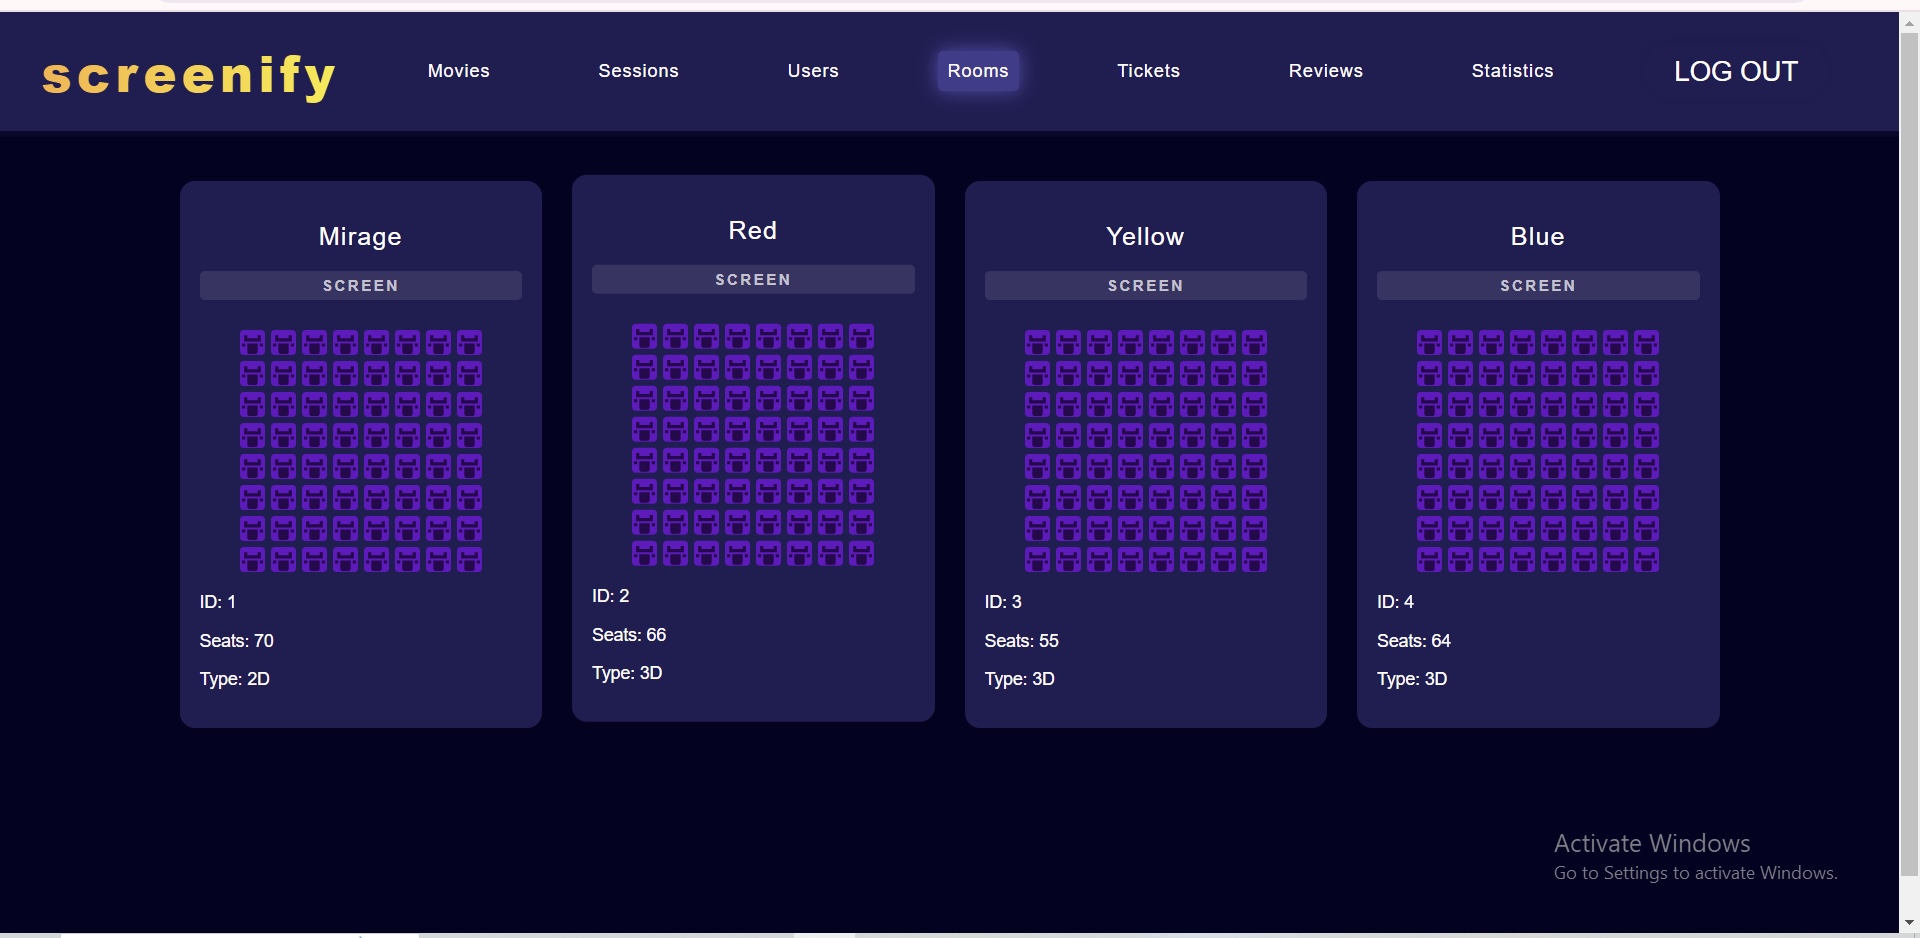 screenify
Movies
Sessions
Users
Rooms
Tickets
Reviews
Statistics
LOG OUT
Mirage
SCREEN
ID: 1
Seats: 70
Type: 2D
Red
SCREEN
ID: 2
Seats: 66
Type: 3D
Yellow
SCREEN
ID: 3
Seats: 55
Type: 3D
Blue
SCREEN
ID: 4
Seats: 64
Type: 3D
Activate Windows
Go to Settings to activate Windows.